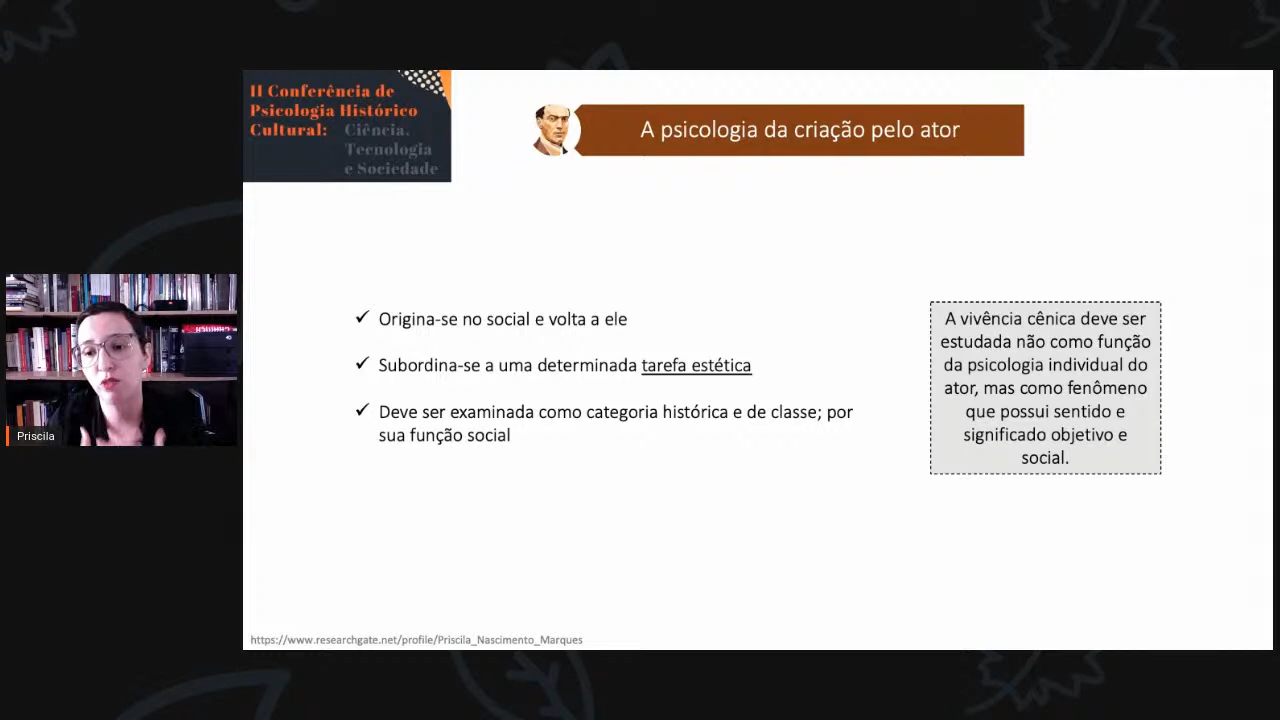 II Conferência de
Psicologia Histórico
Cultural: Ciência,
Tecnologia
e Sociedade
A psicologia da criação pelo ator
✓ Origina-se no social e volta a ele
✓ Subordina-se a uma determinada tarefa estética
✓ Deve ser examinada como categoria histórica e de classe; por
sua função social
A vivência cênica deve ser
estudada não como função
da psicologia individual do
ator, mas como fenômeno
que possui sentido e
significado objetivo e
social.
Priscila
https://www.researchgate.net/profile/Priscila_Nascimento_Marques